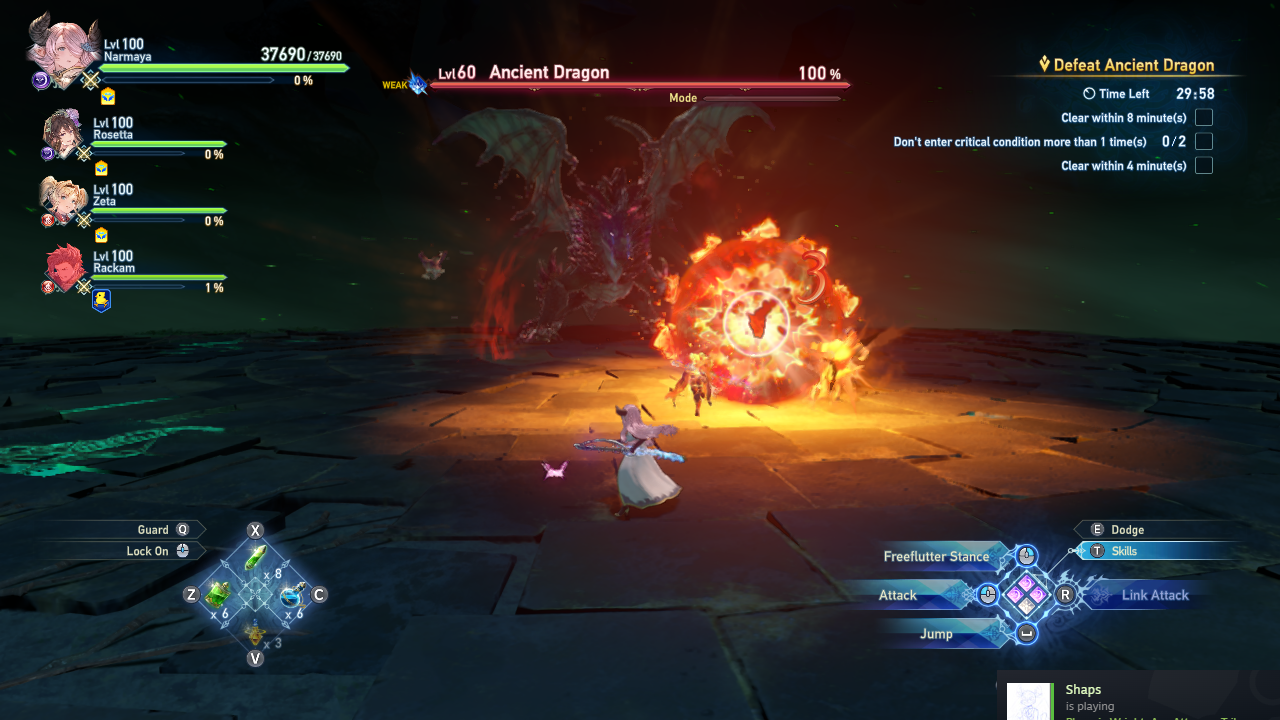 Lvl 100
Narmaya
37690/37690
0 %
Lvl 100
Rosetta
0 %
Lvl 100
Zeta
0 %
Lvl 100
Rackam
1 %
WEAK
Lvl 60 Ancient Dragon 100 %
Mode
Defeat Ancient Dragon
Time Left 29:58
Clear within 8 minute(s)
Don't enter critical condition more than 1 time(s) 0/2
Clear within 4 minute(s)
3
Guard Q
Lock On
X
x 8
Z
x 6
C
x 6
x 3
V
E Dodge
T Skills
Freeflutter Stance
Attack
R Link Attack
Jump
Shaps
is playing